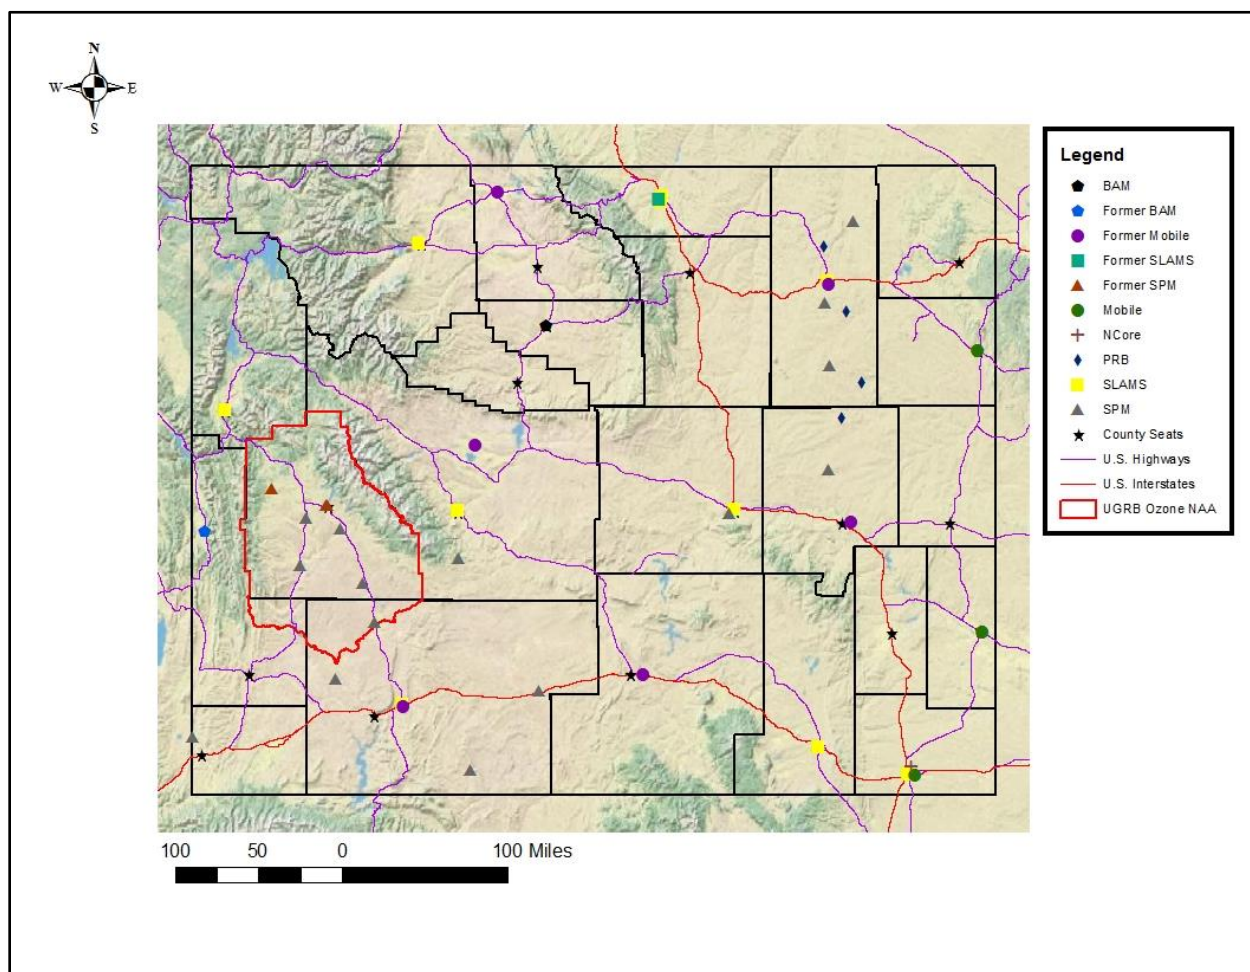 N
W E
S
Legend
BAM
Former BAM
Former Mobile
Former SLAMS
Former SPM
Mobile
NCore
PRB
SLAMS
SPM
County Seats
U.S. Highways
U.S. Interstates
UGRB Ozone NAA
100 50 0 100 Miles